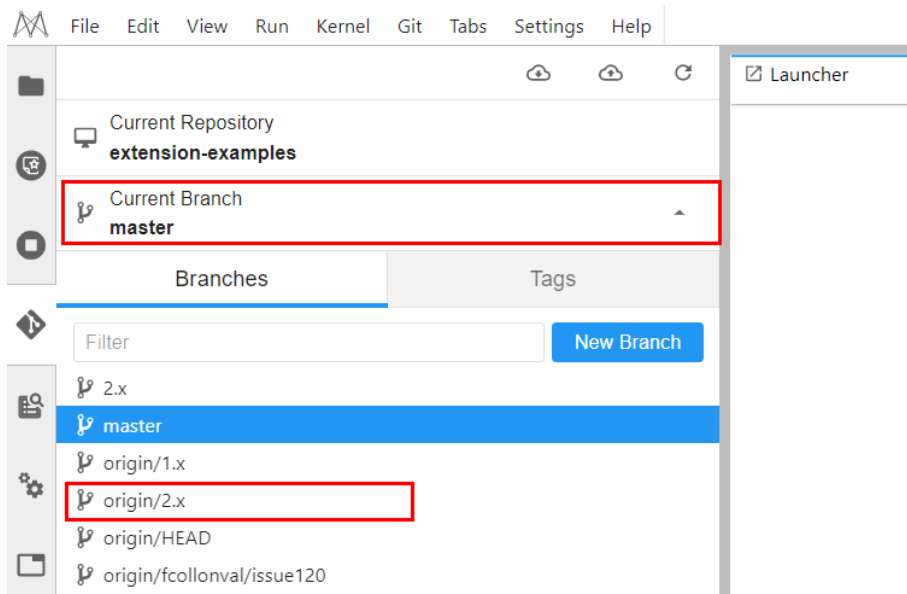 File Edit View Run Kernel Git Tabs Settings Help
Launcher
Current Repository
extension-examples
Current Branch
master
Branches Tags
Filter New Branch
2.x
master
origin/1.x
origin/2.x
origin/HEAD
origin/fcollonval/issue120